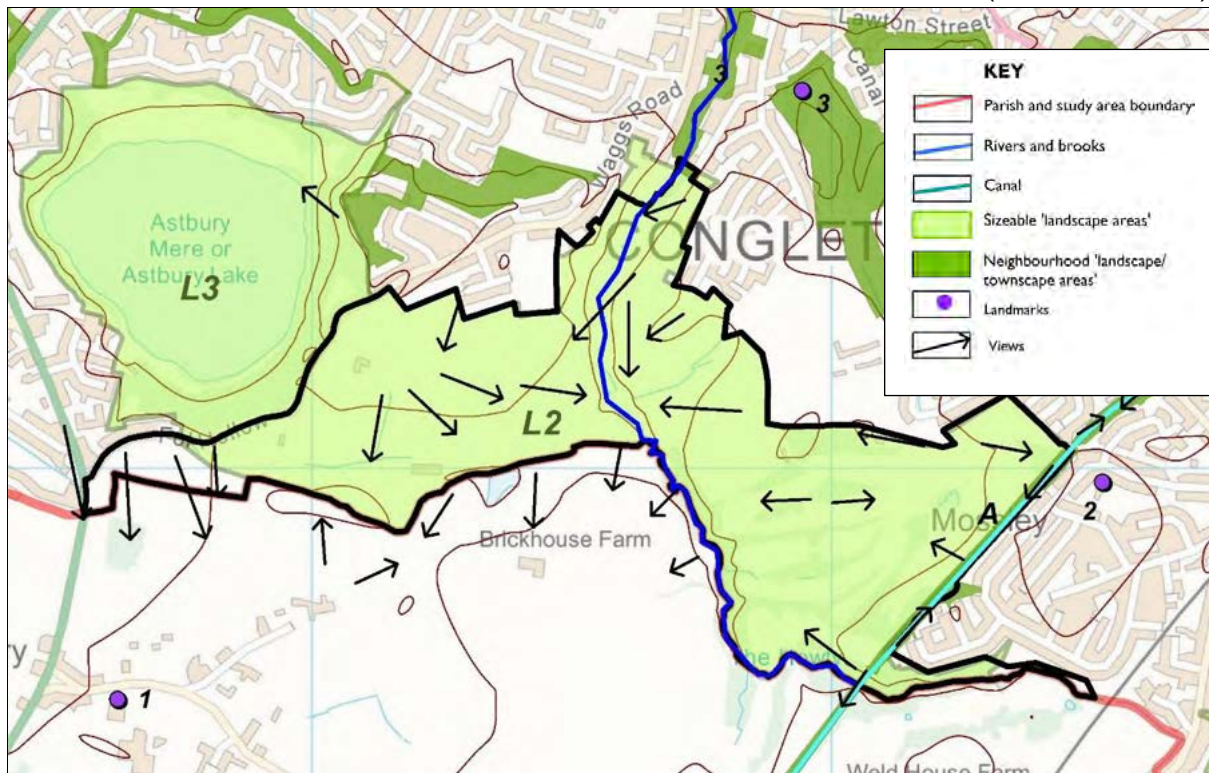 Lawton Street
Canal
Waggs Road
3
3
CONGLET
Astbury
Mere or
Astbury Lake
L3
L2
A
Mossley
2
Brickhouse Farm
1
Weld House Farm
KEY
Parish and study area boundary
Rivers and brooks
Canal
Sizeable 'landscape areas'
Neighbourhood 'landscape/
townscape areas'
Landmarks
Views